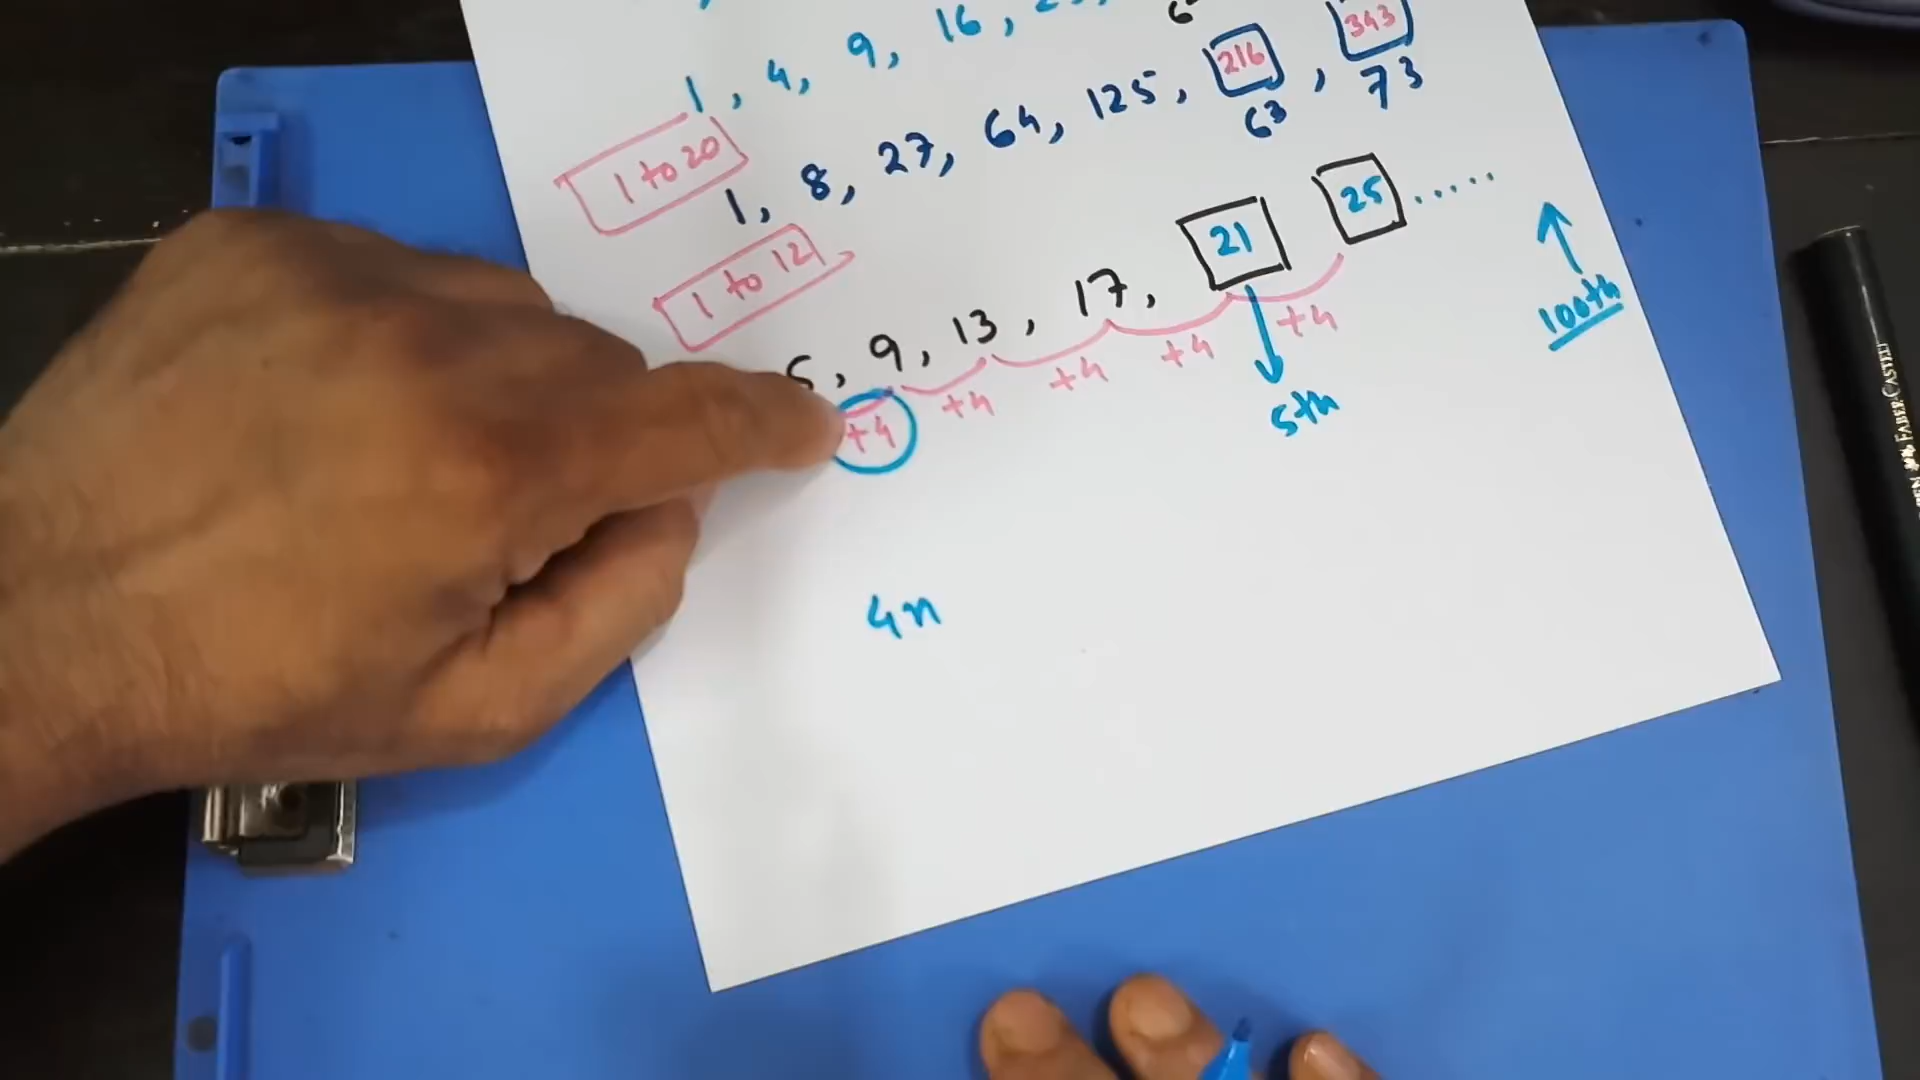 1, 4, 9, 16,
216, 343
1, 8, 27, 64, 125,
6³ 73
1 to 20
1 to 12
5, 9, 13, 17, 21 25.....
+4 +4 +4 +4 +4
5th
100th
4n
FABER-CASTELL